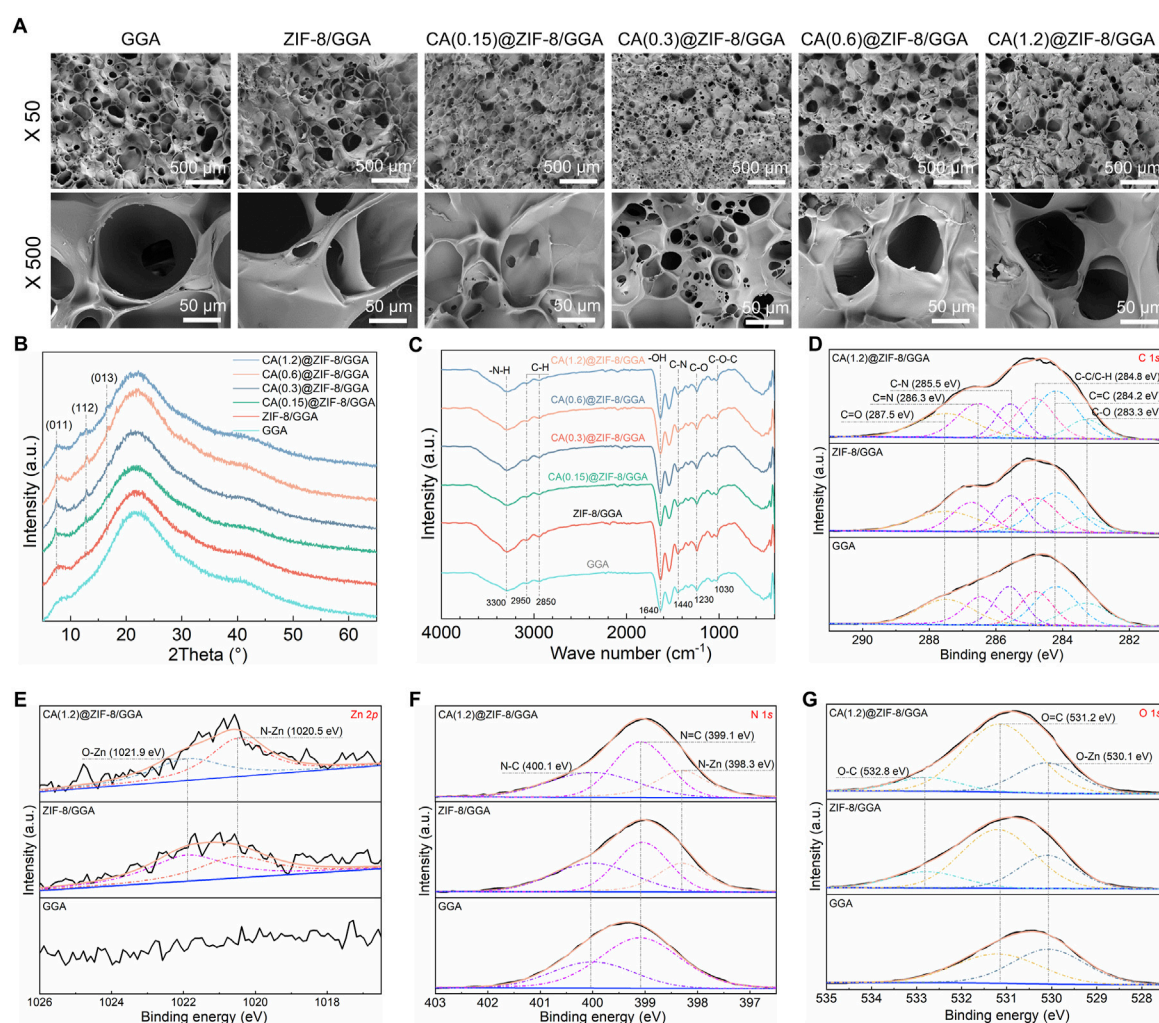 A
GGA ZIF-8/GGA CA(0.15)@ZIF-8/GGA CA(0.3)@ZIF-8/GGA CA(0.6)@ZIF-8/GGA CA(1.2)@ZIF-8/GGA
X 50
500 μm 500 μm 500 μm 500 μm 500 μm 500 μm
X 500
50 μm 50 μm 50 μm 50 μm 50 μm 50 μm
B
CA(1.2)@ZIF-8/GGA
CA(0.6)@ZIF-8/GGA
CA(0.3)@ZIF-8/GGA
CA(0.15)@ZIF-8/GGA
ZIF-8/GGA
GGA
(011)
(112)
(013)
Intensity (a.u.)
10 20 30 40 50 60
2Theta (°)
C
-N-H
C-H
-OH
C-N
C-O
C-O-C
CA(1.2)@ZIF-8/GGA
CA(0.6)@ZIF-8/GGA
CA(0.3)@ZIF-8/GGA
CA(0.15)@ZIF-8/GGA
ZIF-8/GGA
GGA
3300 2950 2850 1640 1440 1230 1030
Intensity (a.u.)
4000 3000 2000 1000
Wave number (cm-1)
D
CA(1.2)@ZIF-8/GGA
C 1s
C-N (285.5 eV)
C=N (286.3 eV)
C=O (287.5 eV)
C-C/C-H (284.8 eV)
C=C (284.2 eV)
C-O (283.3 eV)
ZIF-8/GGA
GGA
Intensity (a.u.)
290 288 286 284 282
Binding energy (eV)
E
CA(1.2)@ZIF-8/GGA
Zn 2p
N-Zn (1020.5 eV)
O-Zn (1021.9 eV)
ZIF-8/GGA
GGA
Intensity (a.u.)
1026 1024 1022 1020 1018
Binding energy (eV)
F
CA(1.2)@ZIF-8/GGA
N 1s
N=C (399.1 eV)
N-C (400.1 eV)
N-Zn (398.3 eV)
ZIF-8/GGA
GGA
Intensity (a.u.)
403 402 401 400 399 398 397
Binding energy (eV)
G
CA(1.2)@ZIF-8/GGA
O 1s
O=C (531.2 eV)
O-Zn (530.1 eV)
O-C (532.8 eV)
ZIF-8/GGA
GGA
Intensity (a.u.)
535 534 533 532 531 530 529 528
Binding energy (eV)